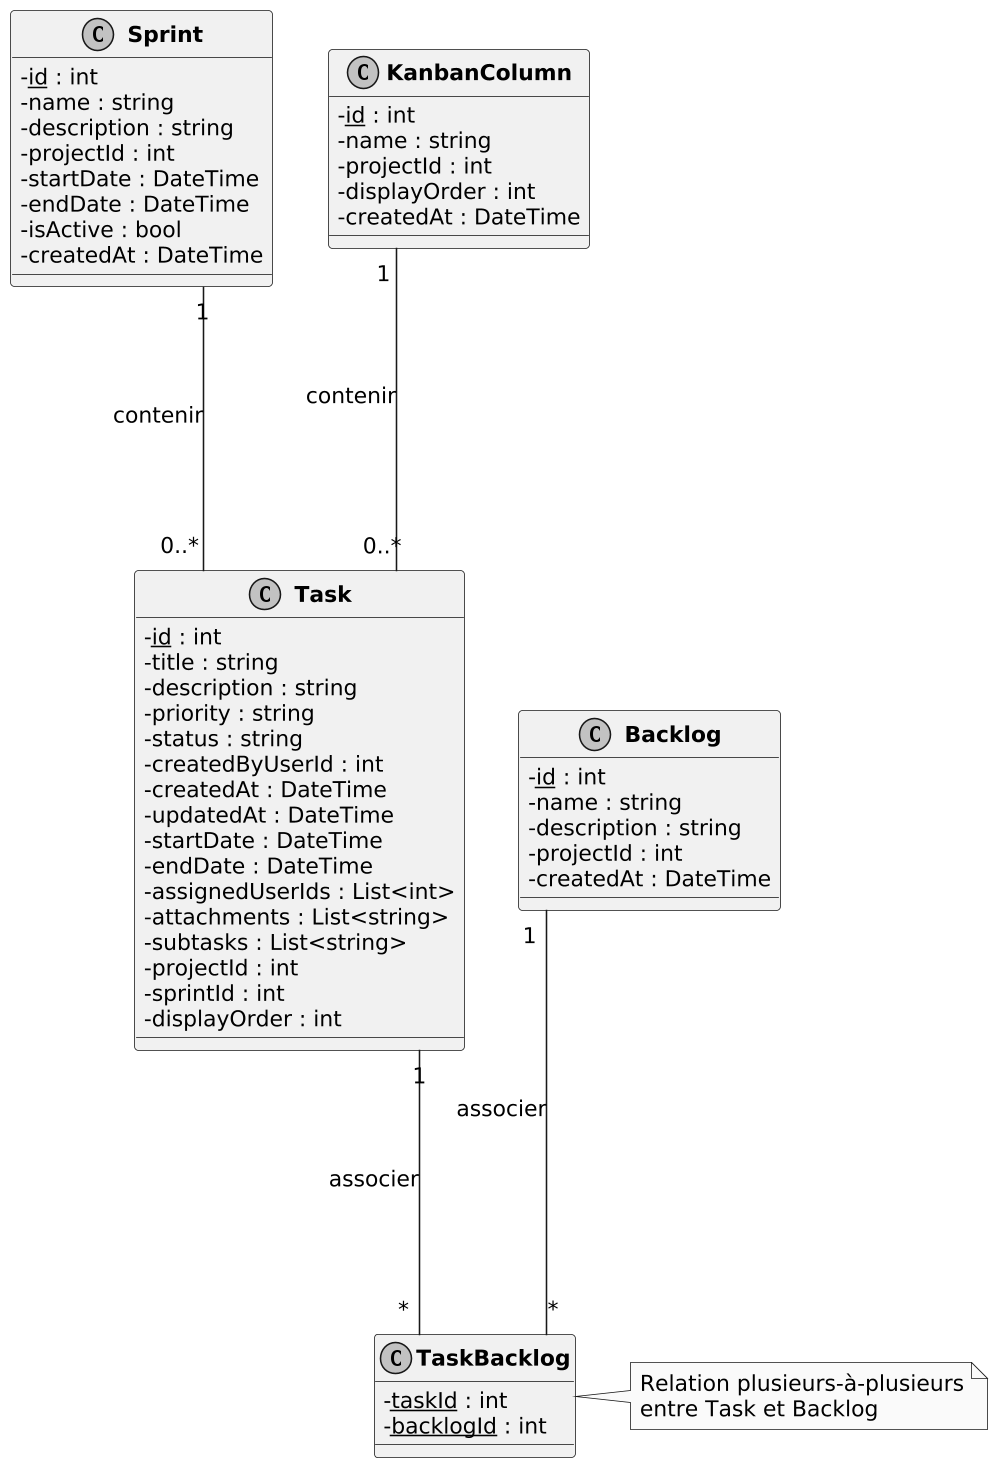 C Sprint
-id : int
-name : string
-description : string
-projectId : int
-startDate : DateTime
-endDate : DateTime
-isActive : bool
-createdAt : DateTime
C KanbanColumn
-id : int
-name : string
-projectId : int
-displayOrder : int
-createdAt : DateTime
1
contenir
0..*
1
contenir
0..*
C Task
-id : int
-title : string
-description : string
-priority : string
-status : string
-createdByUserId : int
-createdAt : DateTime
-updatedAt : DateTime
-startDate : DateTime
-endDate : DateTime
-assignedUserIds : List<int>
-attachments : List<string>
-subtasks : List<string>
-projectId : int
-sprintId : int
-displayOrder : int
C Backlog
-id : int
-name : string
-description : string
-projectId : int
-createdAt : DateTime
1
associer
*
1
associer
*
C TaskBacklog
-taskId : int
-backlogId : int
Relation plusieurs-à-plusieurs
entre Task et Backlog